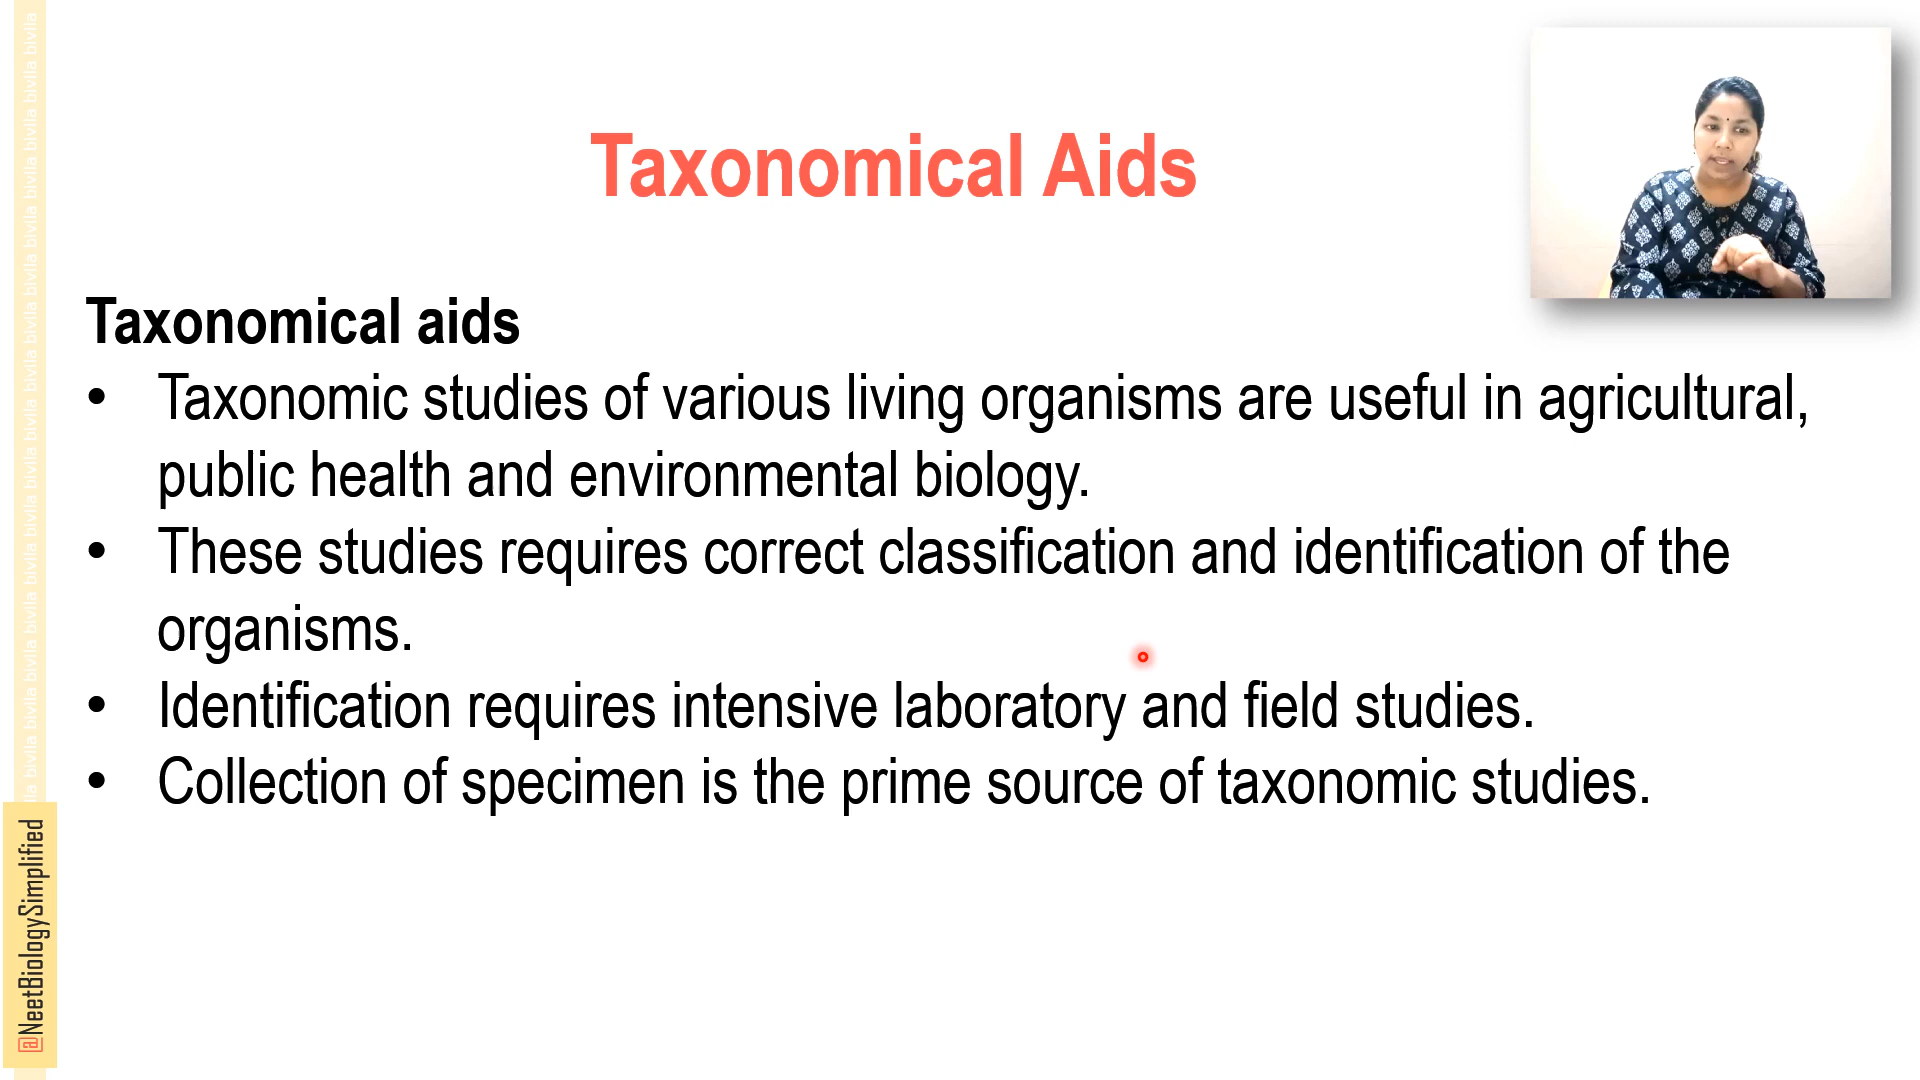 Taxonomical Aids
Taxonomical aids
• Taxonomic studies of various living organisms are useful in agricultural,
public health and environmental biology.
• These studies requires correct classification and identification of the
organisms.
• Identification requires intensive laboratory and field studies.
• Collection of specimen is the prime source of taxonomic studies.
@NeetBiologySimplified